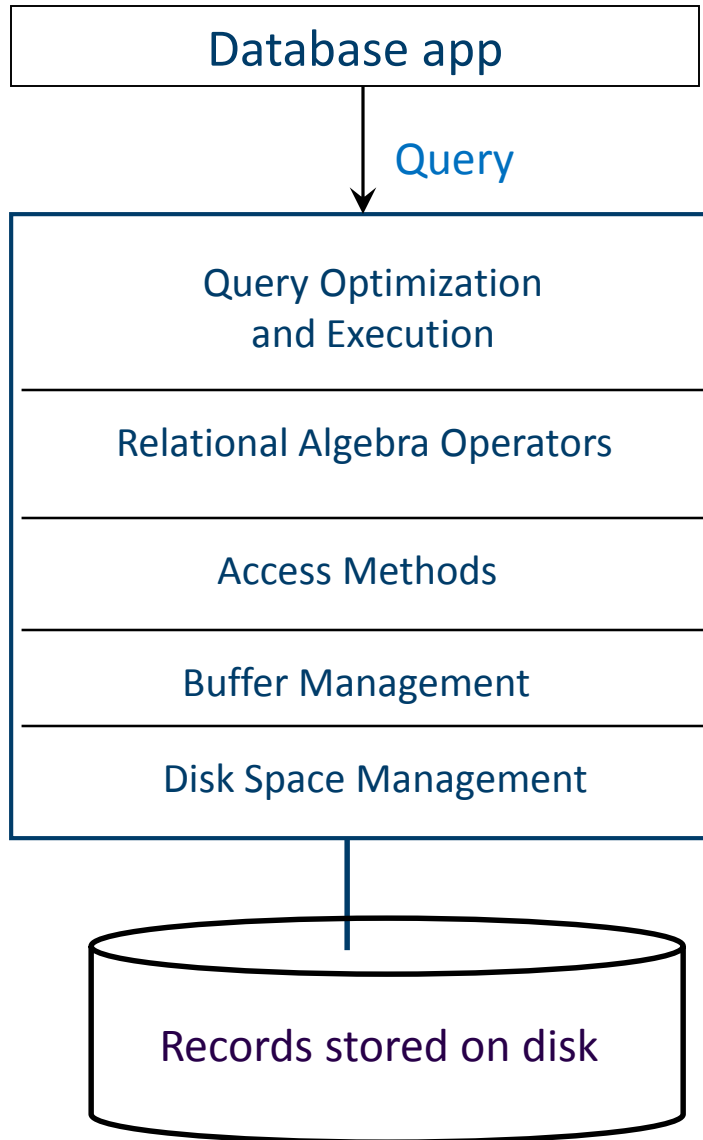 Database app
Query
Query Optimization
and Execution
Relational Algebra Operators
Access Methods
Buffer Management
Disk Space Management
Records stored on disk